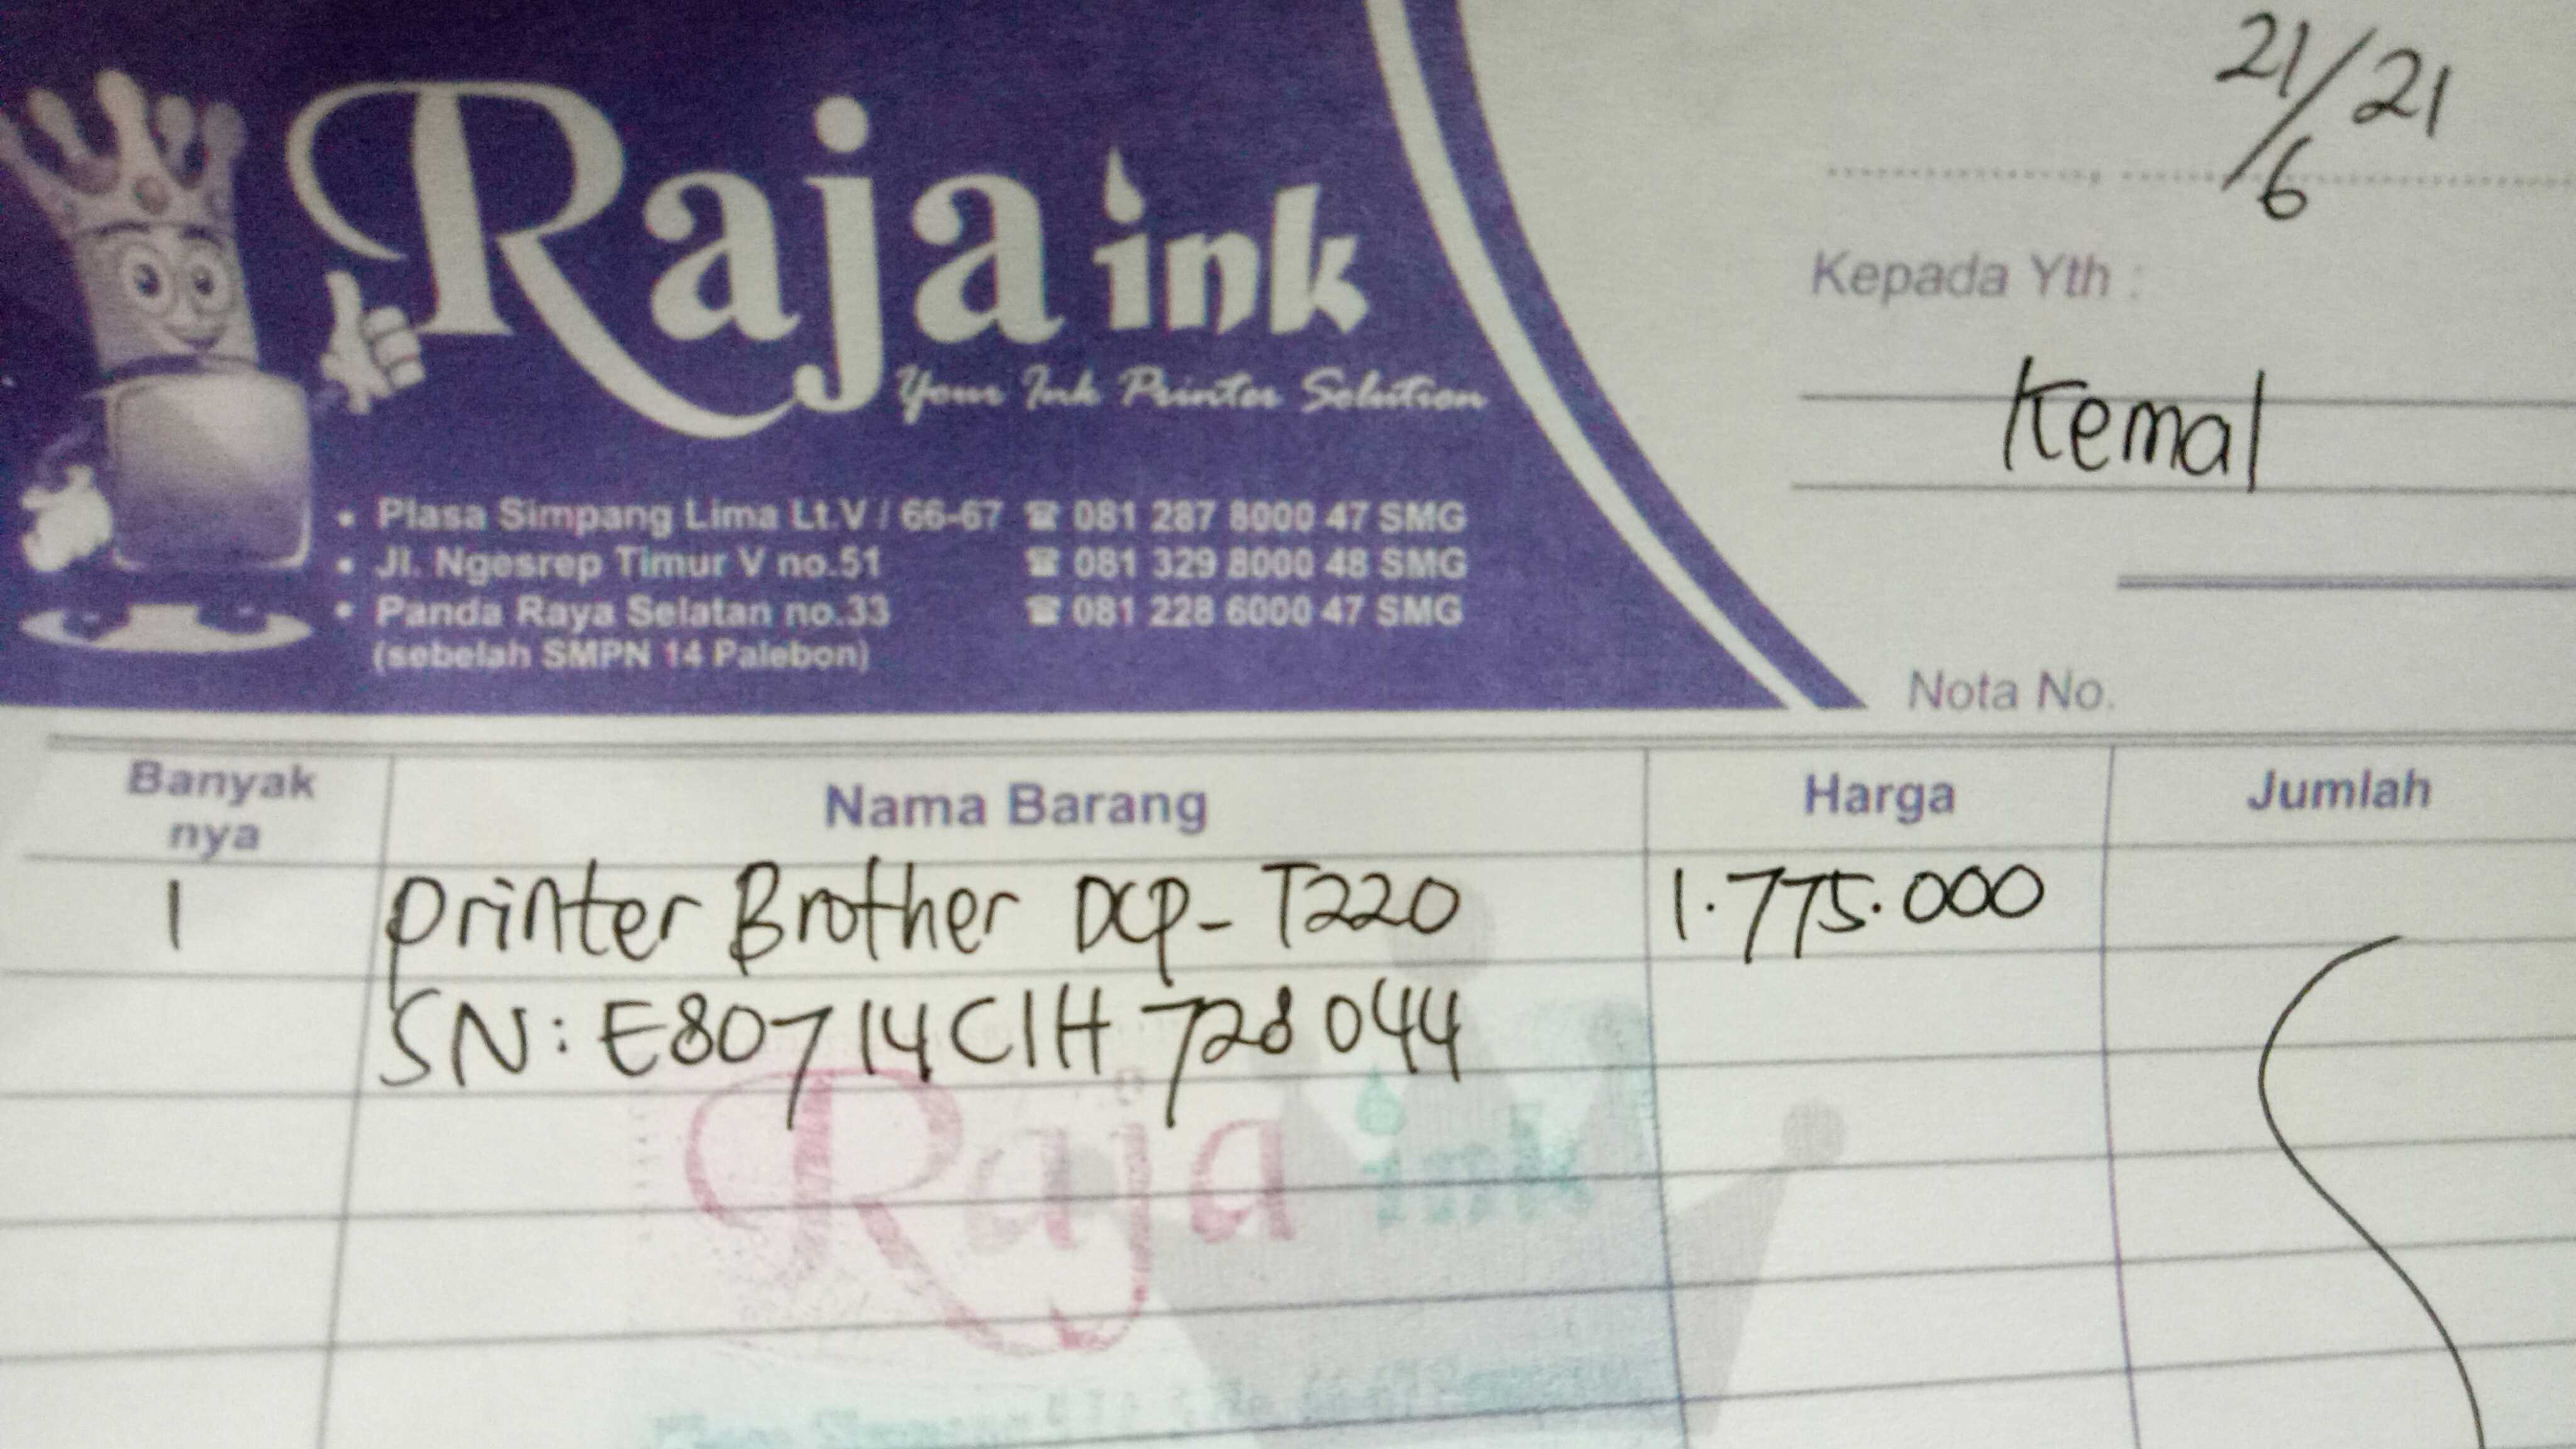 21/6/21
Raja ink
Your Ink Printer Solution
Kepada Yth :
Kemal
• Plasa Simpang Lima Lt.V / 66-67 ☎ 081 287 8000 47 SMG
• Jl. Ngesrep Timur V no.51 ☎ 081 329 8000 48 SMG
• Panda Raya Selatan no.33 ☎ 081 228 6000 47 SMG
(sebelah SMPN 14 Palebon)
Nota No.
Banyak nya Nama Barang Harga Jumlah
1 printer Brother DCP-T220 1.775.000
SN: E80714C1H728044
Raja ink